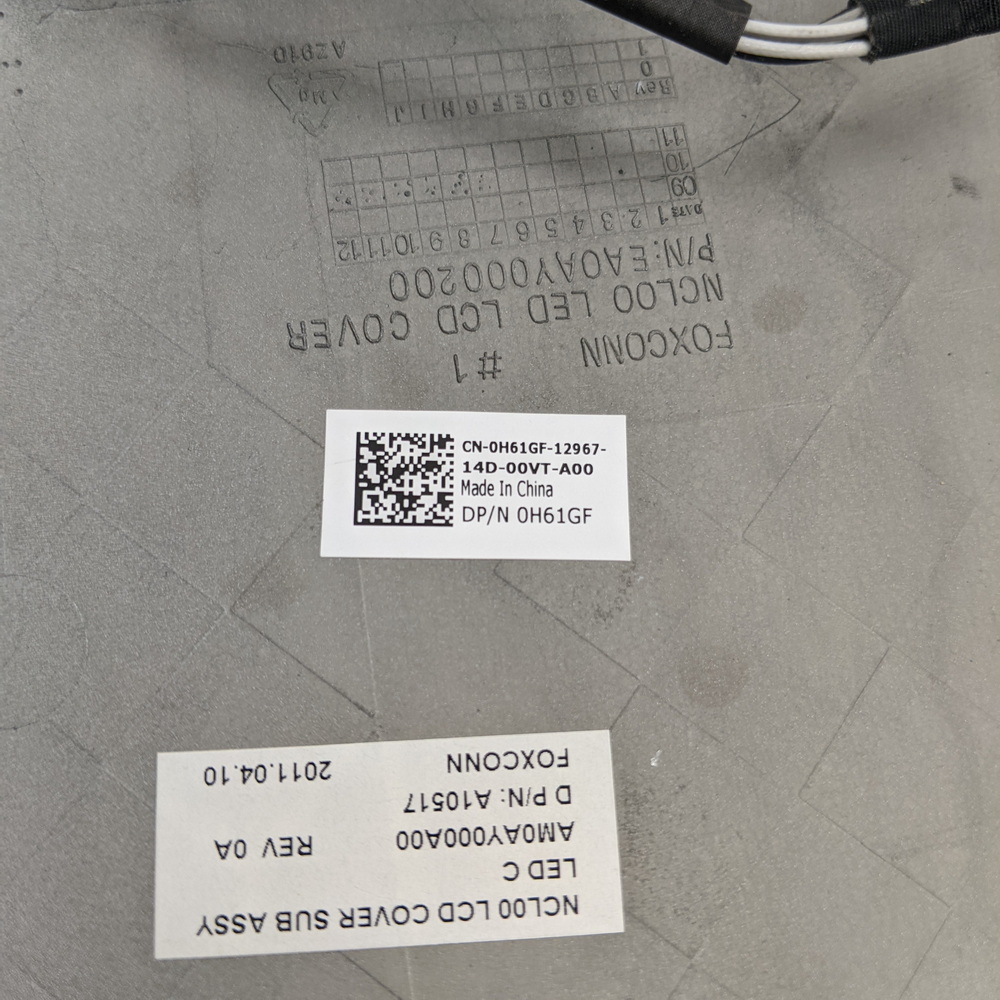 CN-0H61GF-12967-
14D-00VT-A00
Made In China
DP/N 0H61GF
NCL00 LCD COVER SUB ASSY
LED C
AM0AY000A00 REV 0A
D P/N: A10517
FOXCONN 2011.04.10
FOXCONN #1
NCL00 LED LCD COVER
P/N:EA0AY000200
DATE 1 2 3 4 5 6 7 8 9 10 11 12
09
10
11
Rev A B C D E F G H I J
0
1
AZ91D